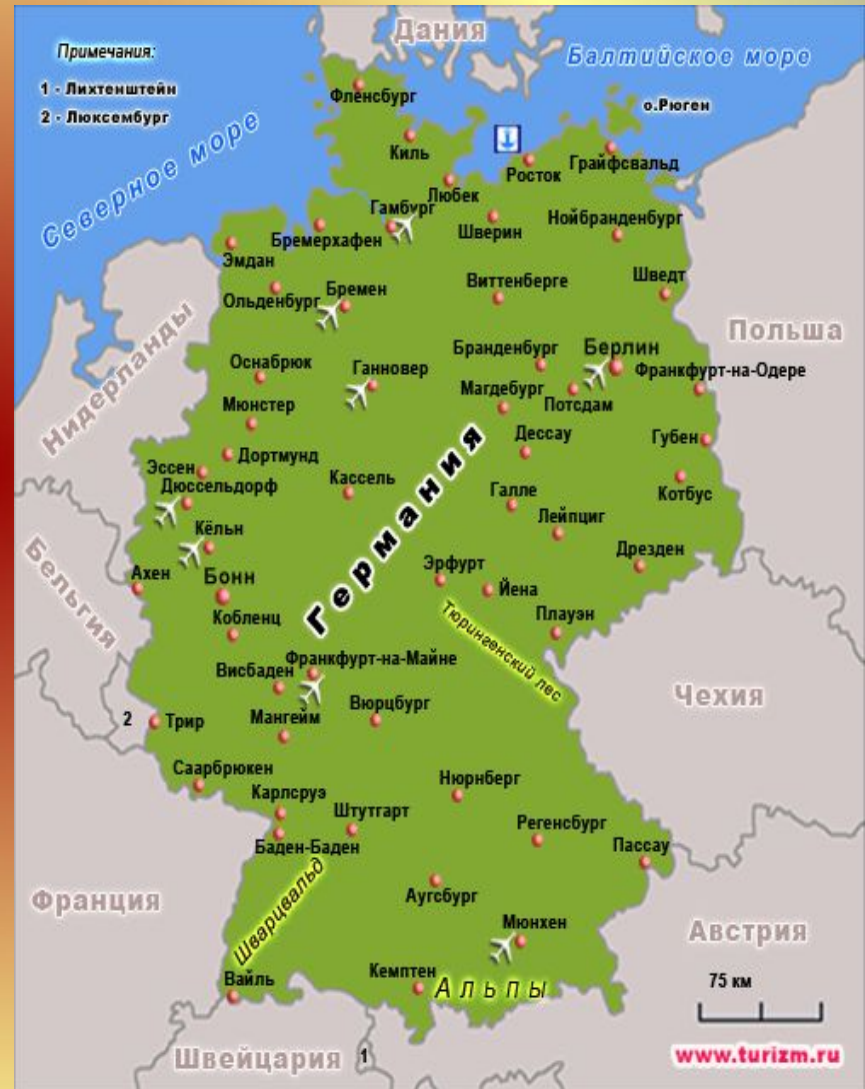 Дания
Примечания:
Балтийское море
1 - Лихтенштейн
2 - Люксембург
Фленсбург
о.Рюген
Северное море
Киль
Росток
Грайфсвальд
Любек
Гамбург
Шверин
Нойбранденбург
Бремерхафен
Эмдан
Ольденбург
Бремен
Виттенберге
Шведт
Нидерланды
Польша
Бранденбург
Берлин
Оснабрюк
Ганновер
Франкфурт-на-Одере
Магдебург
Потсдам
Мюнстер
Дессау
Губен
Дортмунд
Эссен
Кассель
Германия
Дюссельдорф
Галле
Котбус
Лейпциг
Кёльн
Бельгия
Эрфурт
Дрезден
Ахен
Бонн
Йена
Кобленц
Плауэн
Тюрингенский лес
Франкфурт-на-Майне
Висбаден
Чехия
Вюрцбург
2
Трир
Мангейм
Саарбрюкен
Нюрнберг
Карлсруэ
Штутгарт
Регенсбург
Баден-Баден
Пассау
Франция
Шварцвальд
Аугсбург
Мюнхен
Австрия
Вайль
Кемптен
Альпы
75 км
Швейцария
1
www.turizm.ru